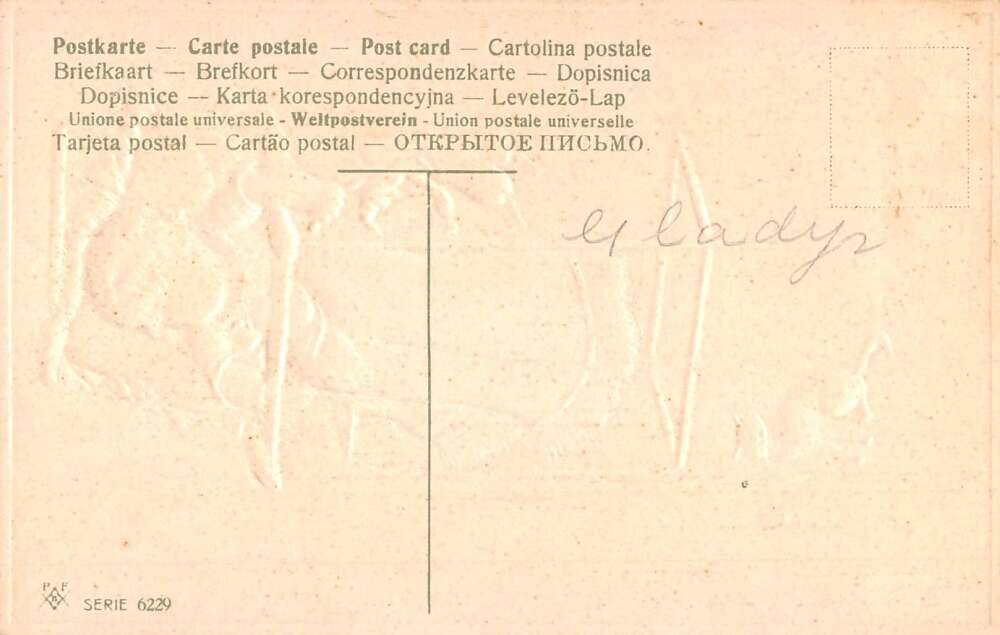 Postkarte — Carte postale — Post card — Cartolina postale
Briefkaart — Brefkort — Correspondenzkarte — Dopisnica
Dopisnice — Karta korespondencyjna — Levelező-Lap
Unione postale universale - Weltpostverein - Union postale universelle
Tarjeta postal — Cartão postal — ОТКРЫТОЕ ПИСЬМО.
Gladys
P F
SERIE 6229